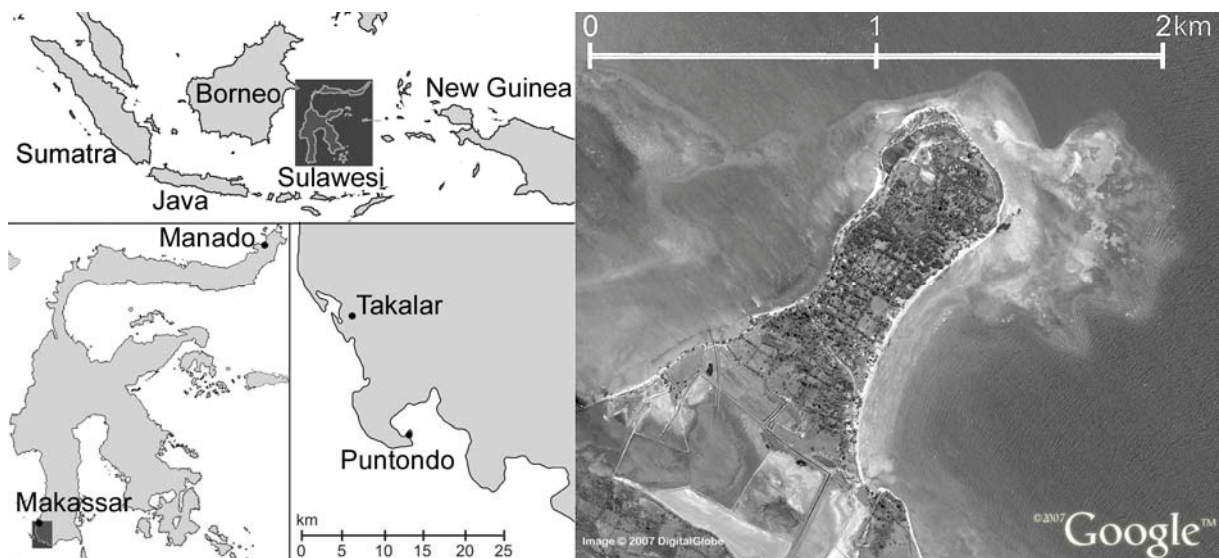 Borneo
New Guinea
Sumatra
Sulawesi
Java
Manado
Makassar
Takalar
Puntondo
km
0 5 10 15 20 25
0 1 2km
Image © 2007 DigitalGlobe
©2007 Google™